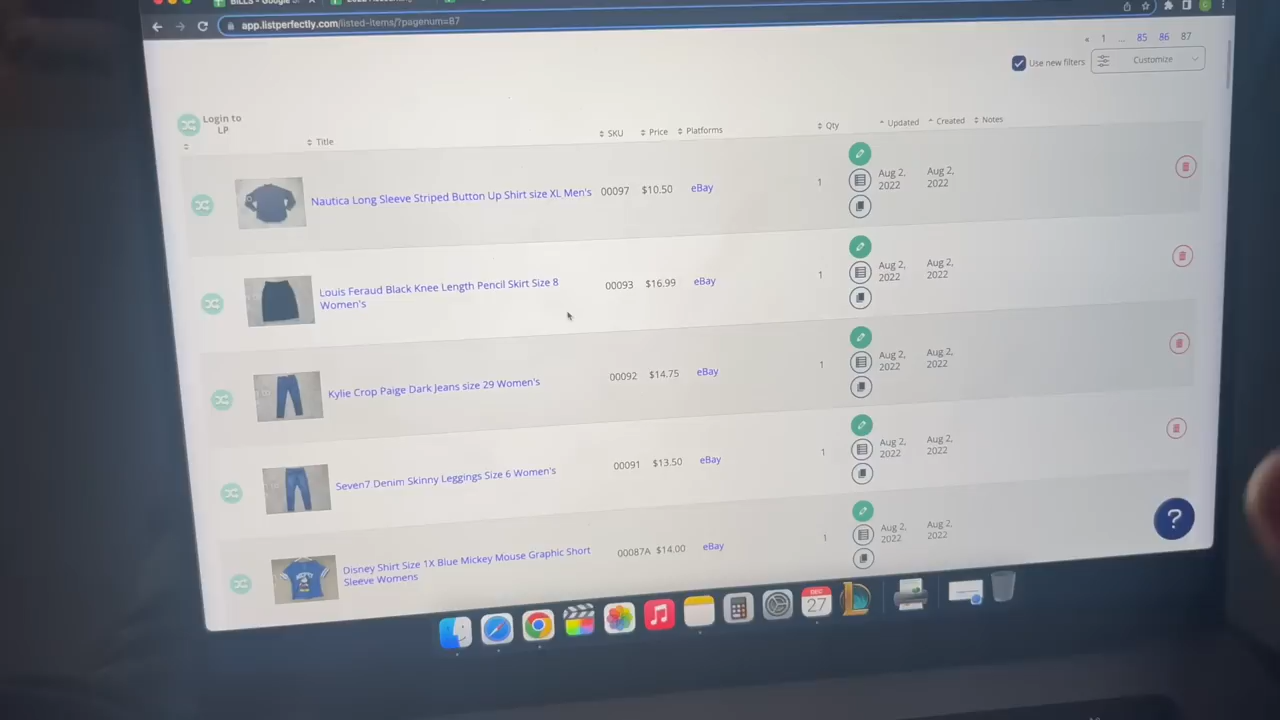 BILLS - Google
app.listperfectly.com/listed-items/?pagenum=87
« 1 ... 85 86 87
Use new filters
Customize
Login to
LP
Title
SKU
Price
Platforms
Qty
Updated
Created
Notes
Nautica Long Sleeve Striped Button Up Shirt size XL Men's
00097
$10.50
eBay
1
Aug 2,
2022
Aug 2,
2022
Louis Feraud Black Knee Length Pencil Skirt Size 8
Women's
00093
$16.99
eBay
1
Aug 2,
2022
Aug 2,
2022
Kylie Crop Paige Dark Jeans size 29 Women's
00092
$14.75
eBay
1
Aug 2,
2022
Aug 2,
2022
Seven7 Denim Skinny Leggings Size 6 Women's
00091
$13.50
eBay
1
Aug 2,
2022
Aug 2,
2022
Disney Shirt Size 1X Blue Mickey Mouse Graphic Short
Sleeve Womens
00087A
$14.00
eBay
1
Aug 2,
2022
Aug 2,
2022
?
DEC
27